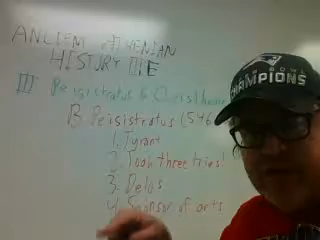 ANCIENT ATHENIAN
HISTORY III E
III Peisistratus & Cleisthenes
B. Peisistratus (546
1. Tyrant
2. Took three tries!
3. Delos
4. Sponsor of arts
CHAMPIONS